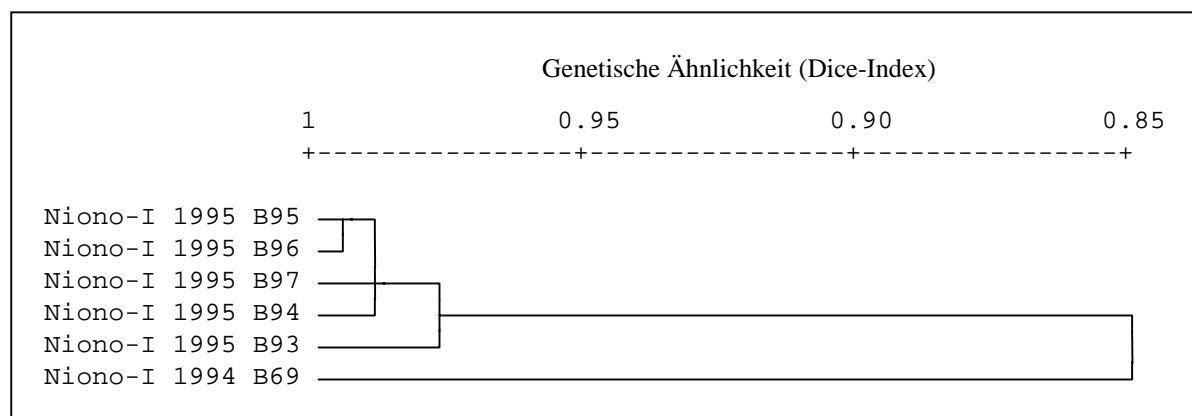 Genetische Ähnlichkeit (Dice-Index)
1 0.95 0.90 0.85
+----------------+----------------+----------------+
Niono-I 1995 B95
Niono-I 1995 B96
Niono-I 1995 B97
Niono-I 1995 B94
Niono-I 1995 B93
Niono-I 1994 B69